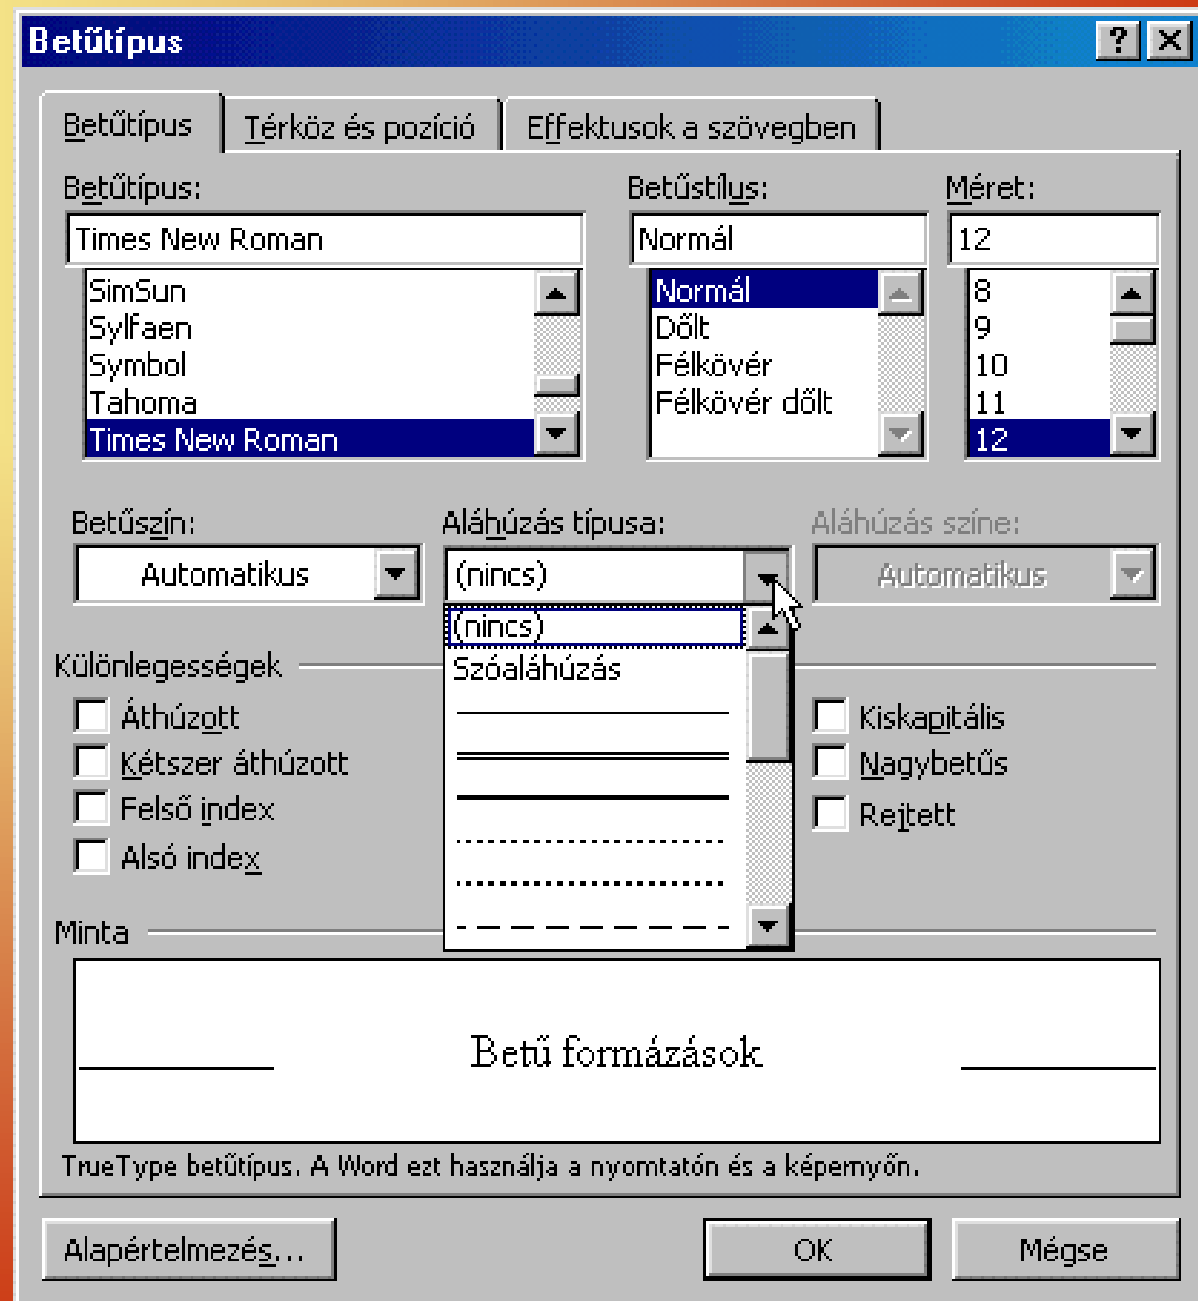 Betűtípus
Betűtípus Térköz és pozíció Effektusok a szövegben
Betűtípus: Betűstílus: Méret:
Times New Roman Normál 12
SimSun Normál 8
Sylfaen Dőlt 9
Symbol Félkövér 10
Tahoma Félkövér dőlt 11
Times New Roman 12
Betűszín: Aláhúzás típusa: Aláhúzás színe:
Automatikus (nincs) Automatikus
(nincs)
Különlegességek Szóaláhúzás
Áthúzott Kiskapitális
Kétszer áthúzott Nagybetűs
Felső index Rejtett
Alsó index
Minta
Betű formázások
TrueType betűtípus. A Word ezt használja a nyomtatón és a képernyőn.
Alapértelmezés... OK Mégse